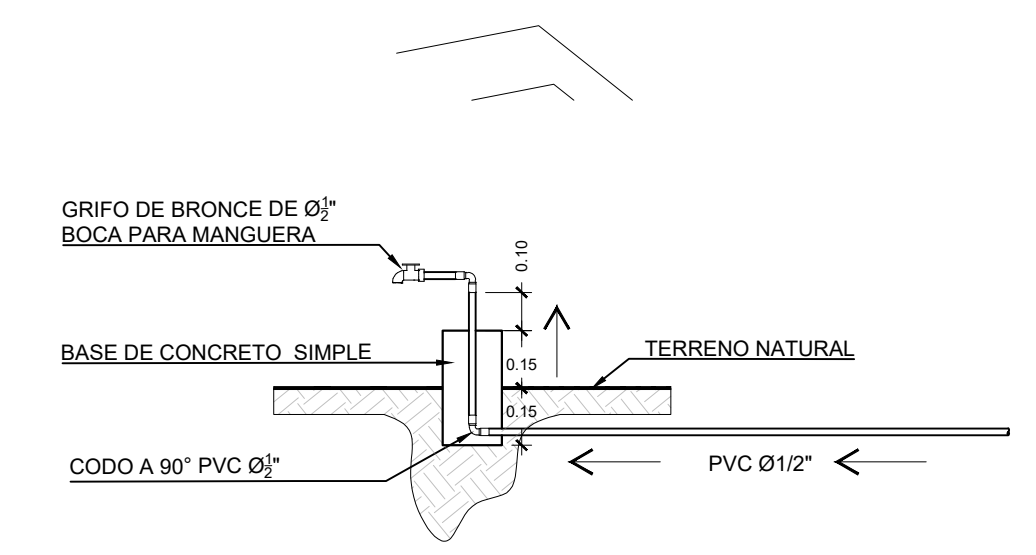 GRIFO DE BRONCE DE Ø½"
BOCA PARA MANGUERA
0.10
BASE DE CONCRETO SIMPLE
0.15
TERRENO NATURAL
0.15
CODO A 90° PVC Ø½"
PVC Ø1/2"